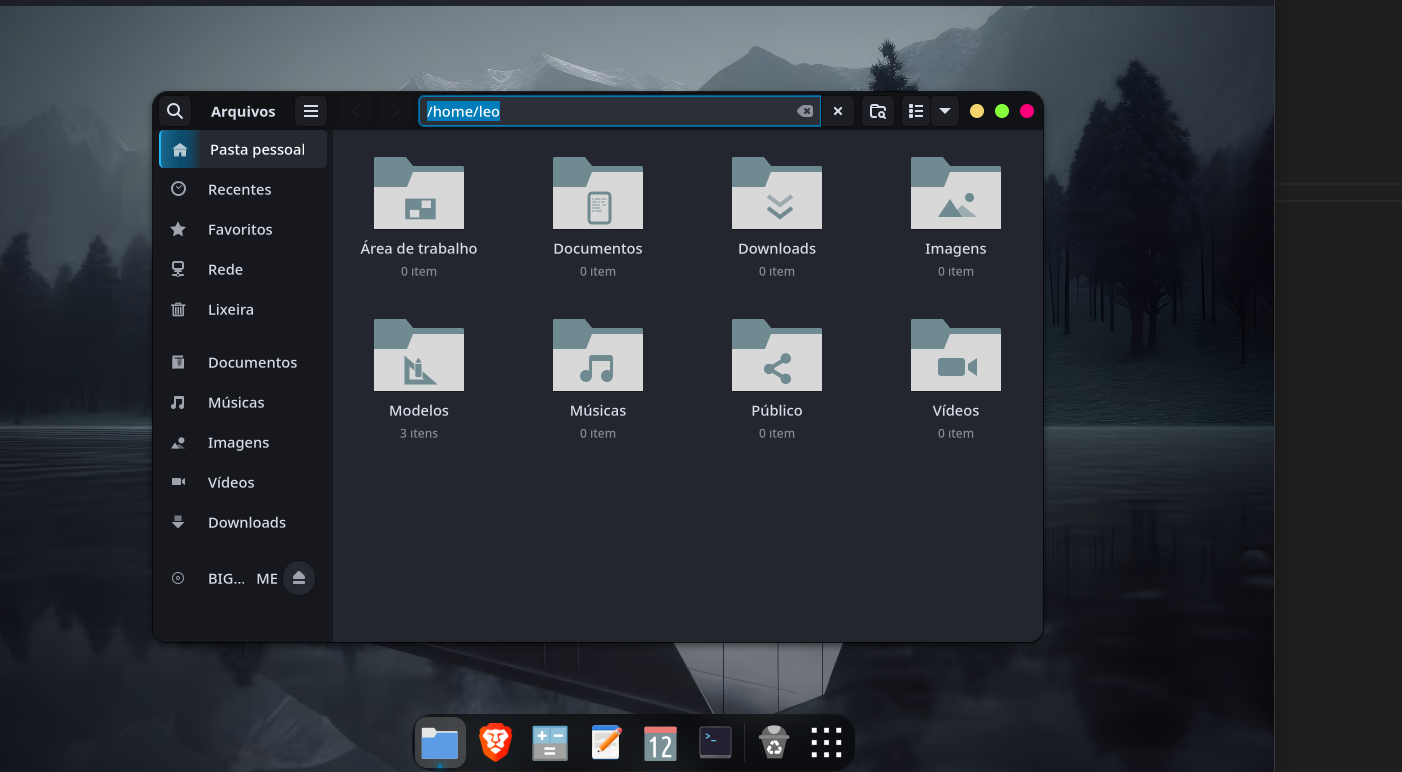 Arquivos
/home/leo
Pasta pessoal
Recentes
Favoritos
Rede
Lixeira
Documentos
Músicas
Imagens
Vídeos
Downloads
BIG... ME
Área de trabalho
0 item
Documentos
0 item
Downloads
0 item
Imagens
0 item
Modelos
3 itens
Músicas
0 item
Público
0 item
Vídeos
0 item
12
>_